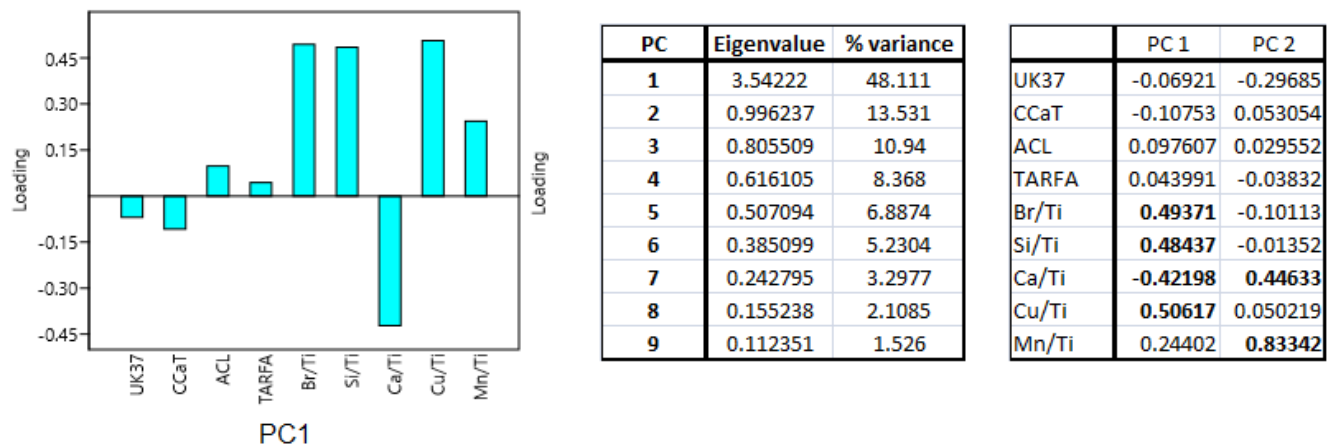 0.45
0.30
0.15
-0.15
-0.30
-0.45
Loading
UK37
CCaT
ACL
TARFA
Br/Ti
Si/Ti
Ca/Ti
Cu/Ti
Mn/Ti
PC1
Loading
PC Eigenvalue % variance
1 3.54222 48.111
2 0.996237 13.531
3 0.805509 10.94
4 0.616105 8.368
5 0.507094 6.8874
6 0.385099 5.2304
7 0.242795 3.2977
8 0.155238 2.1085
9 0.112351 1.526
PC 1 PC 2
UK37 -0.06921 -0.29685
CCaT -0.10753 0.053054
ACL 0.097607 0.029552
TARFA 0.043991 -0.03832
Br/Ti 0.49371 -0.10113
Si/Ti 0.48437 -0.01352
Ca/Ti -0.42198 0.44633
Cu/Ti 0.50617 0.050219
Mn/Ti 0.24402 0.83342